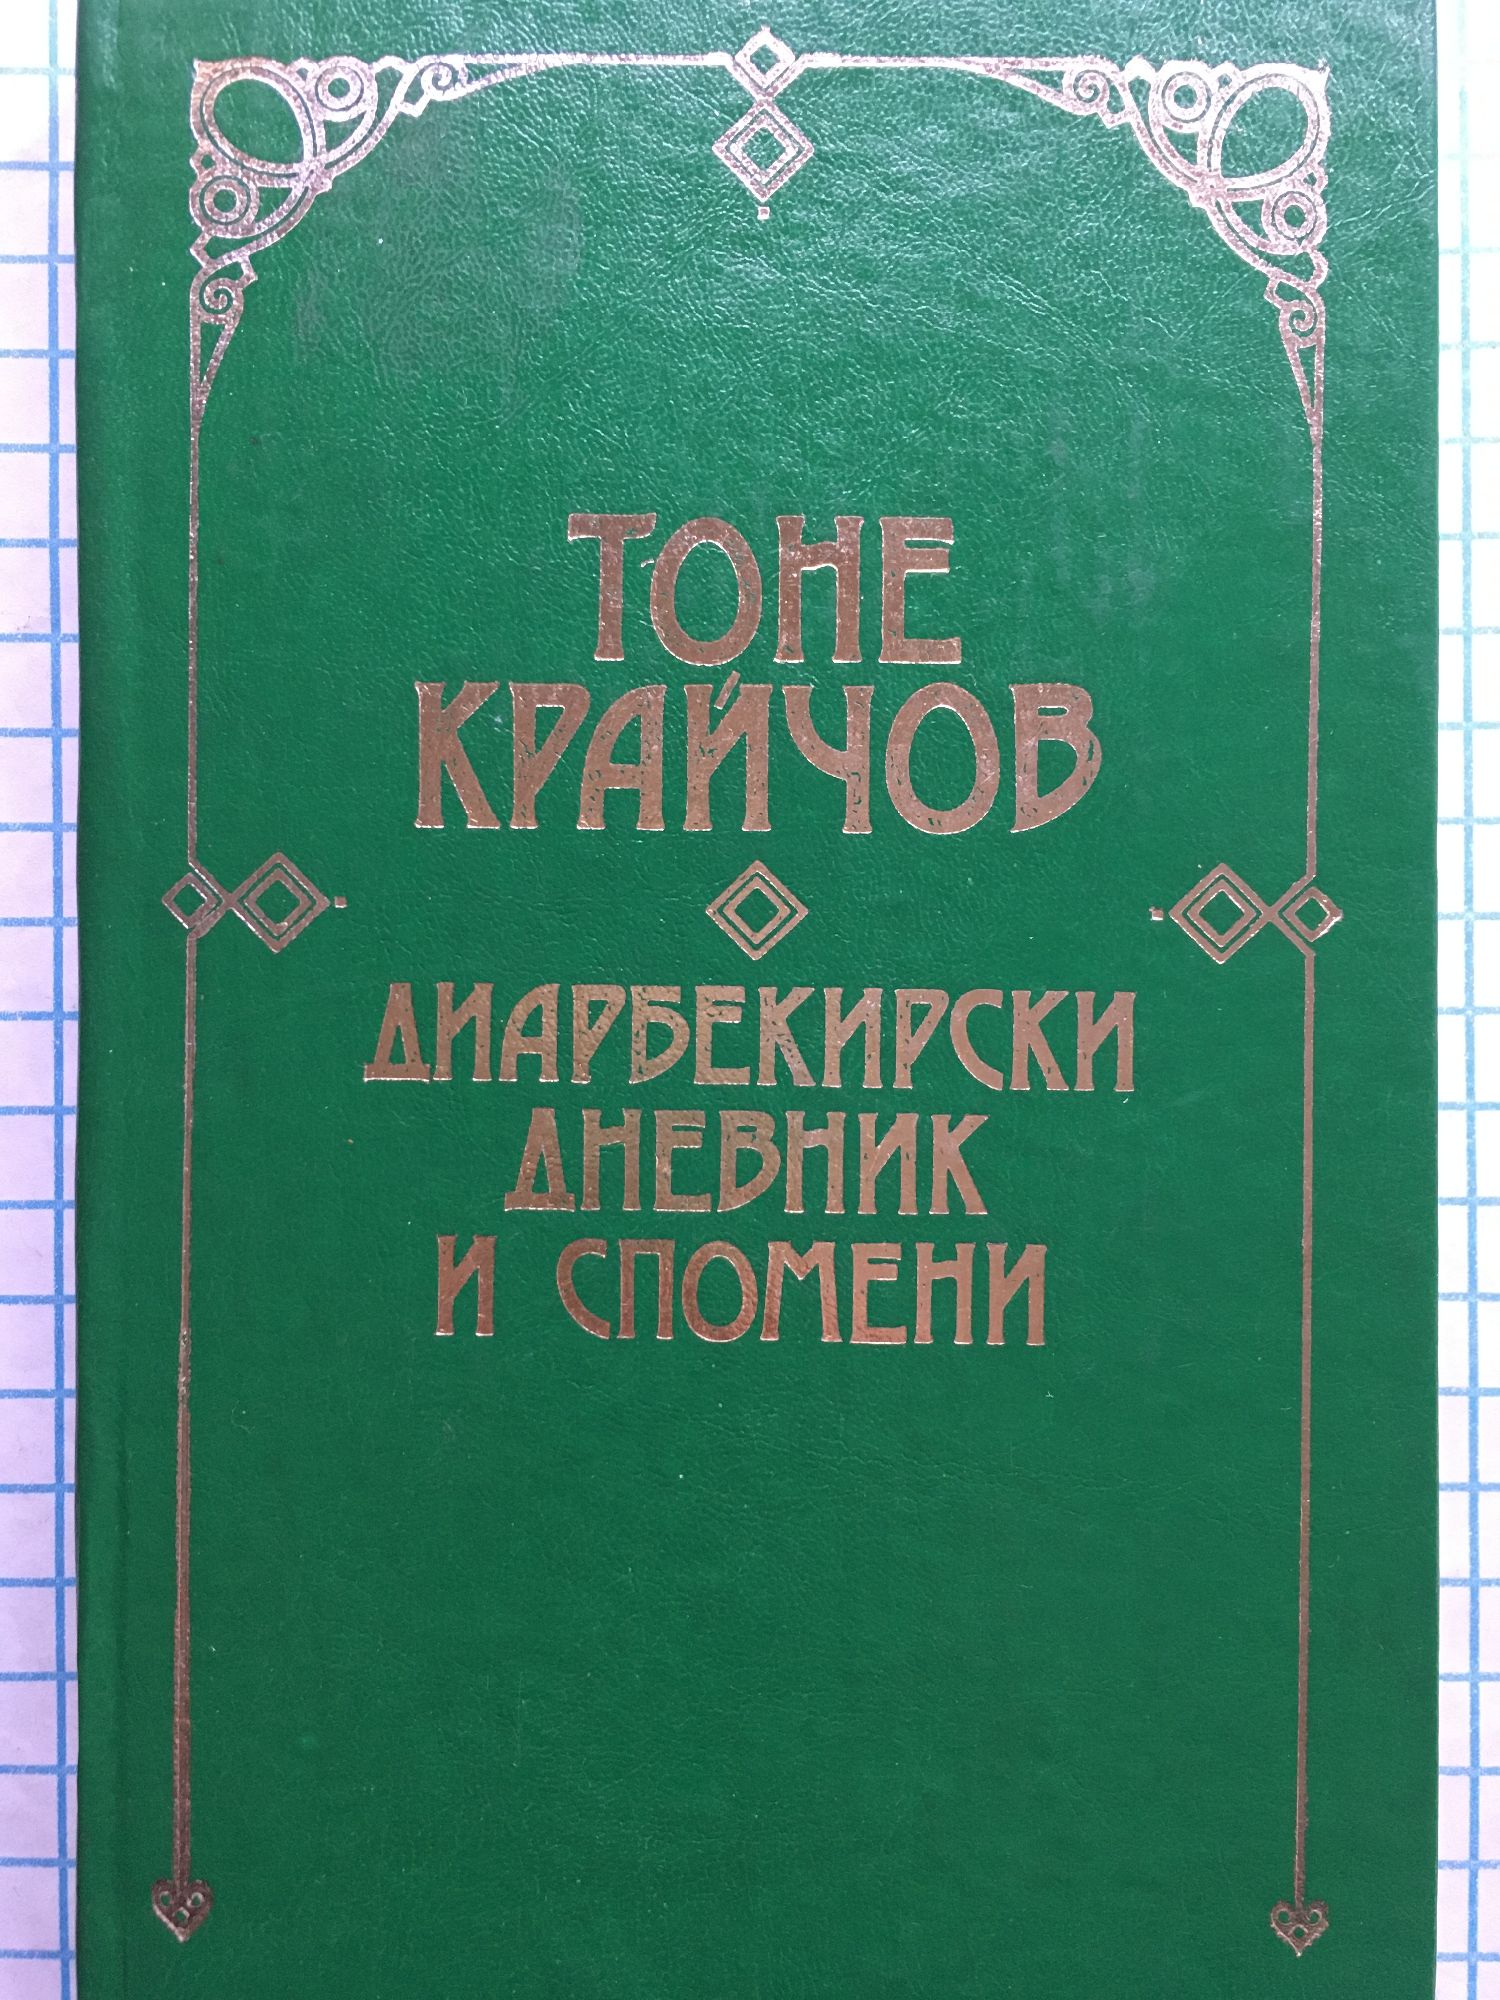 ТОНЕ
КРАЙЧОВ
ДИАРБЕКИРСКИ
ДНЕВНИК
И СПОМЕНИ